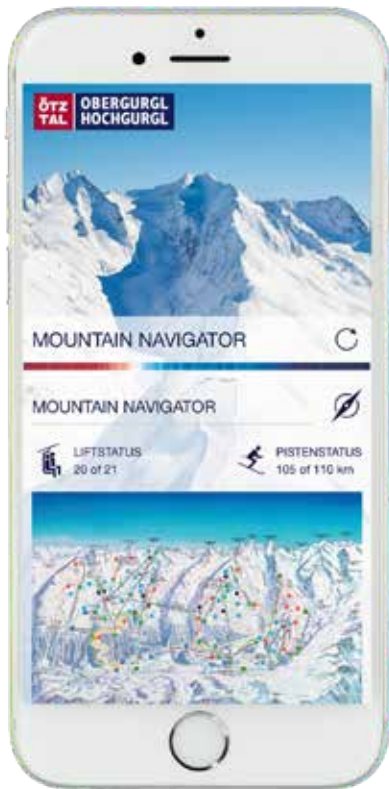 ÖTZ TAL
OBERGURGL
HOCHGURGL
MOUNTAIN NAVIGATOR
MOUNTAIN NAVIGATOR
LIFTSTATUS
20 of 21
PISTENSTATUS
105 of 110 km